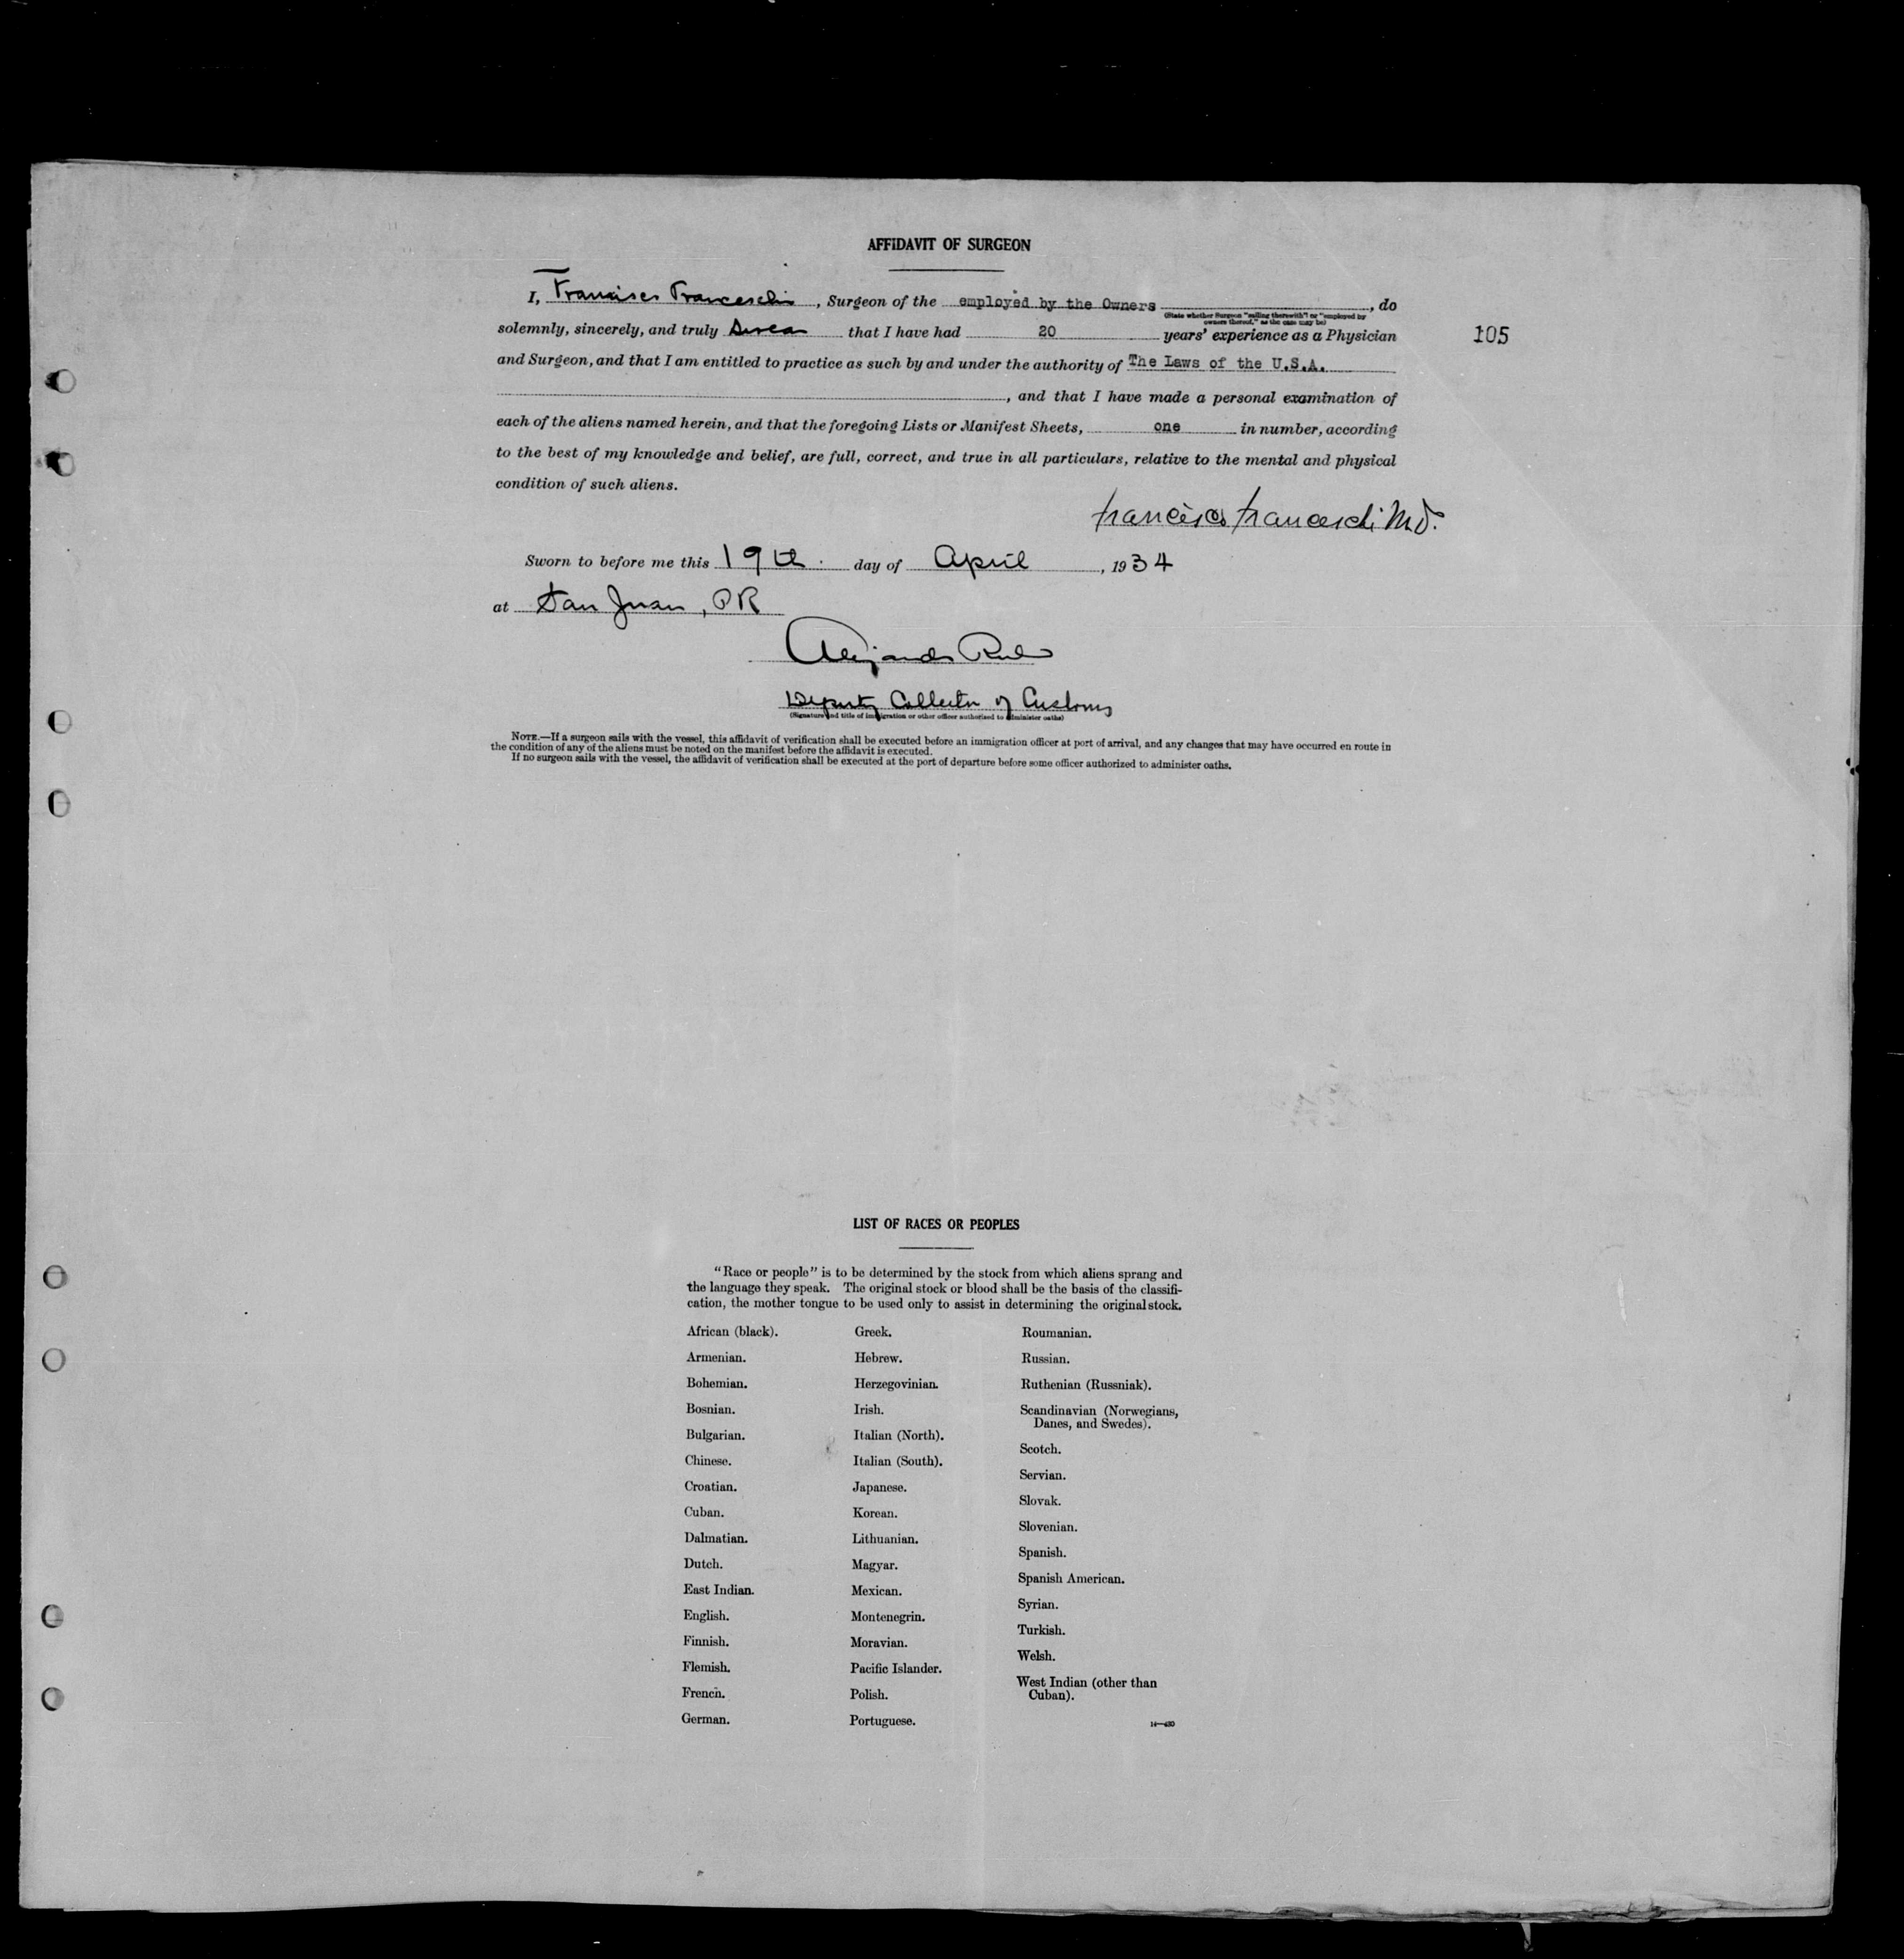 AFFIDAVIT OF SURGEON
I, Francisco Franceschi, Surgeon of the employed by the Owners, do
(State whether Surgeon "sailing therewith" or "employed by
owners thereof," as the case may be)
solemnly, sincerely, and truly swear that I have had 20 years' experience as a Physician
105
and Surgeon, and that I am entitled to practice as such by and under the authority of The Laws of the U.S.A.
, and that I have made a personal examination of
each of the aliens named herein, and that the foregoing Lists or Manifest Sheets, one in number, according
to the best of my knowledge and belief, are full, correct, and true in all particulars, relative to the mental and physical
condition of such aliens.
Francisco Franceschi M.D.
Sworn to before me this 19th. day of April, 1934
at San Juan, PR
Alejandro
Deputy Collector of Customs
(Signature and title of immigration or other officer authorized to administer oaths)
NOTE.—If a surgeon sails with the vessel, this affidavit of verification shall be executed before an immigration officer at port of arrival, and any changes that may have occurred en route in
the condition of any of the aliens must be noted on the manifest before the affidavit is executed.
If no surgeon sails with the vessel, the affidavit of verification shall be executed at the port of departure before some officer authorized to administer oaths.
LIST OF RACES OR PEOPLES
"Race or people" is to be determined by the stock from which aliens sprang and
the language they speak. The original stock or blood shall be the basis of the classifi-
cation, the mother tongue to be used only to assist in determining the original stock.
African (black).
Armenian.
Bohemian.
Bosnian.
Bulgarian.
Chinese.
Croatian.
Cuban.
Dalmatian.
Dutch.
East Indian.
English.
Finnish.
Flemish.
French.
German.
Greek.
Hebrew.
Herzegovinian.
Irish.
Italian (North).
Italian (South).
Japanese.
Korean.
Lithuanian.
Magyar.
Mexican.
Montenegrin.
Moravian.
Pacific Islander.
Polish.
Portuguese.
Roumanian.
Russian.
Ruthenian (Russniak).
Scandinavian (Norwegians,
Danes, and Swedes).
Scotch.
Servian.
Slovak.
Slovenian.
Spanish.
Spanish American.
Syrian.
Turkish.
Welsh.
West Indian (other than
Cuban).
14—430